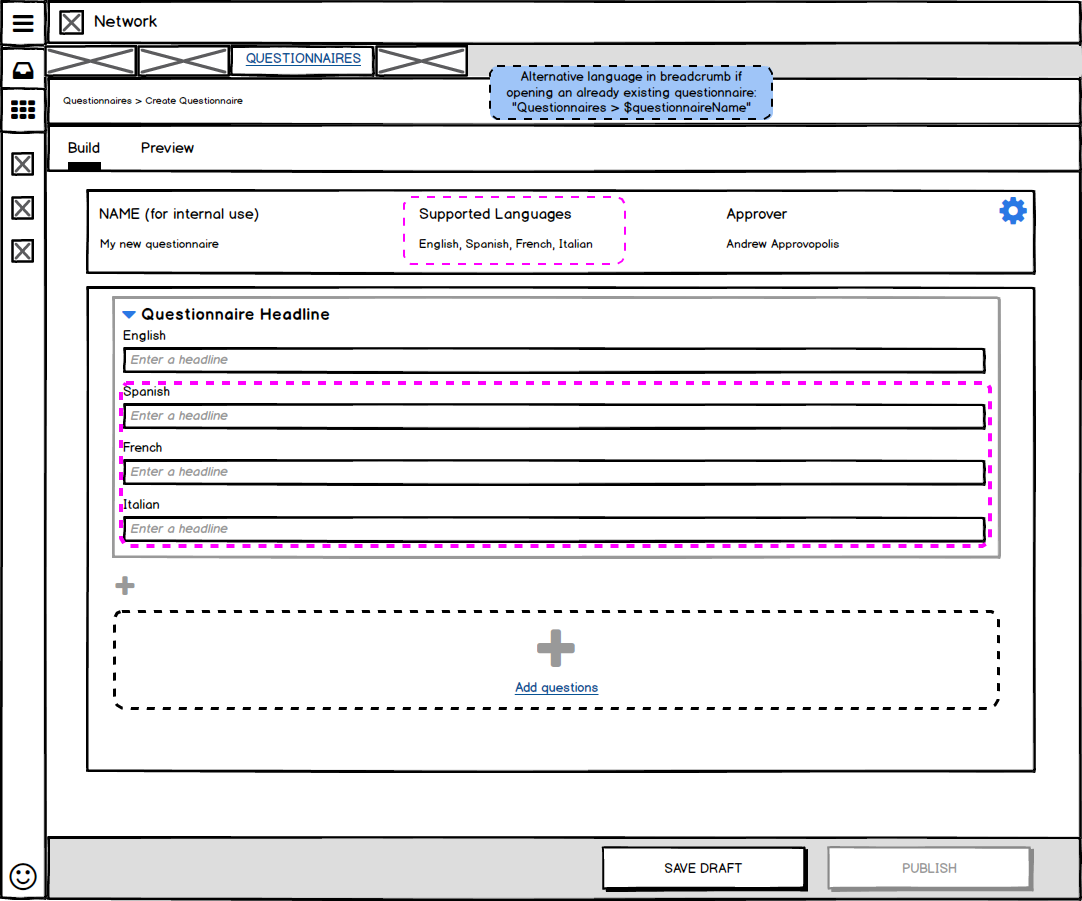 Network
QUESTIONNAIRES
Alternative language in breadcrumb if
opening an already existing questionnaire:
"Questionnaires > $questionnaireName"
Questionnaires > Create Questionnaire
Build
Preview
NAME (for internal use)
My new questionnaire
Supported Languages
English, Spanish, French, Italian
Approver
Andrew Approvopolis
Questionnaire Headline
English
Enter a headline
Spanish
Enter a headline
French
Enter a headline
Italian
Enter a headline
Add questions
SAVE DRAFT
PUBLISH